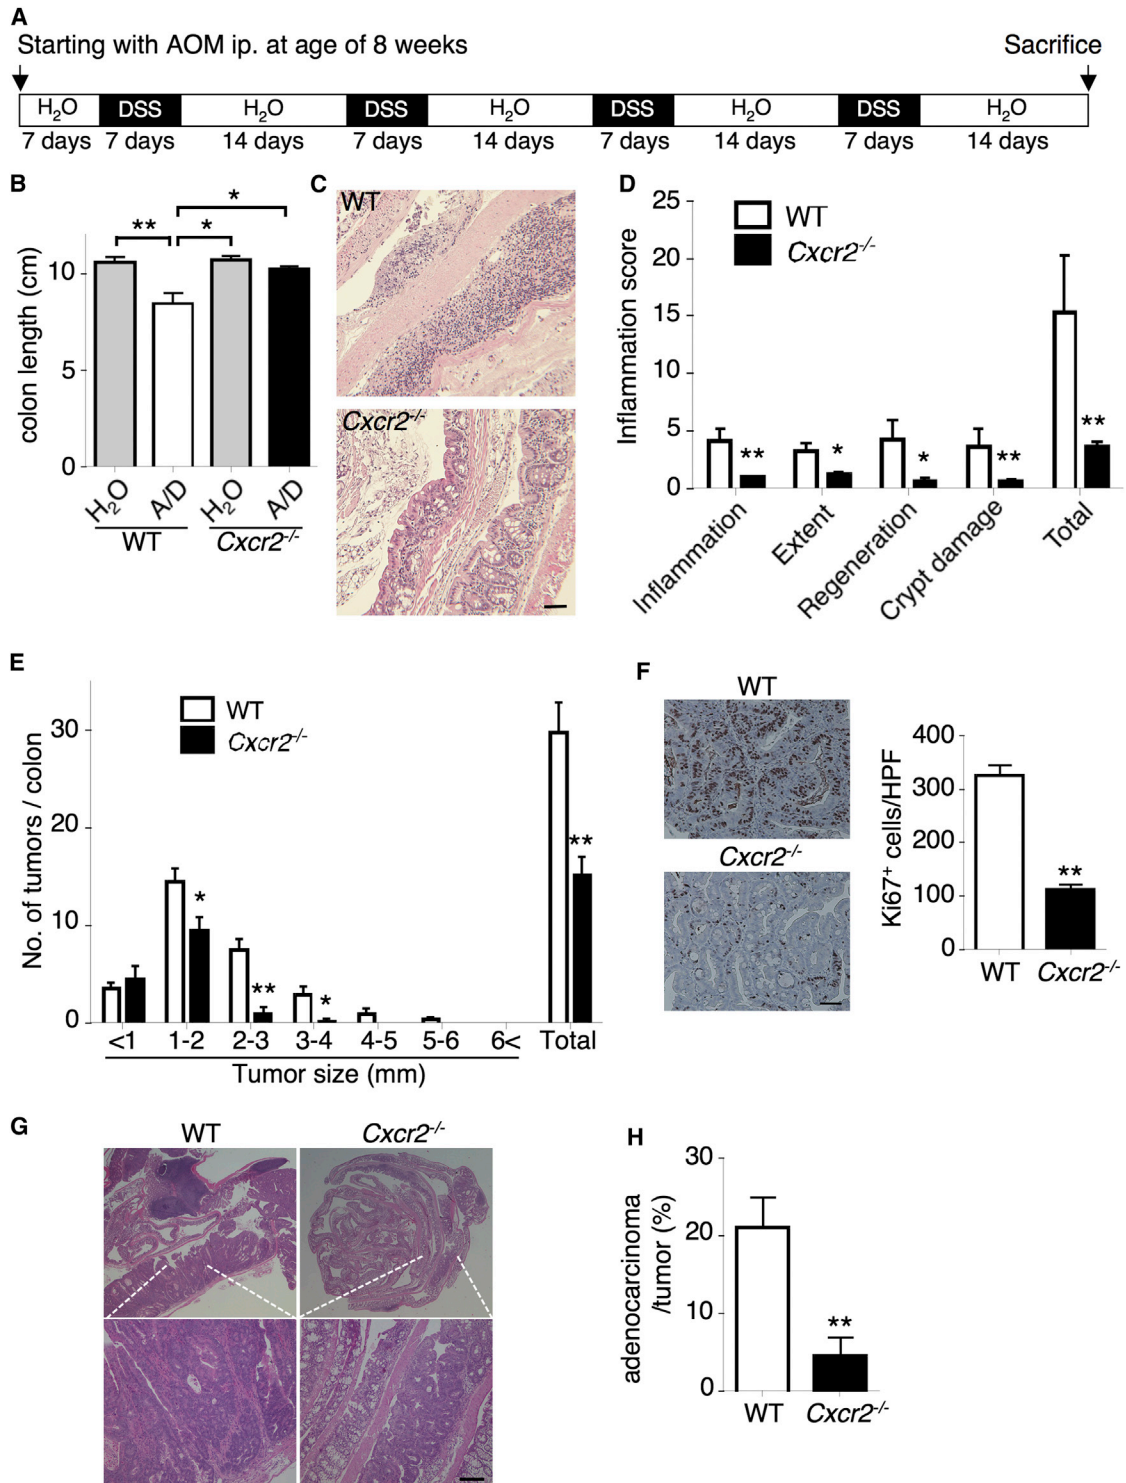 A
Starting with AOM ip. at age of 8 weeks
Sacrifice
H₂O DSS H₂O DSS H₂O DSS H₂O DSS H₂O
7 days 7 days 14 days 7 days 14 days 7 days 14 days 7 days 14 days
B
colon length (cm)
10
5
0
** * *
H₂O A/D H₂O A/D
WT Cxcr2-/-
C
WT
Cxcr2-/-
D
Inflammation score
25
20
15
10
5
0
WT
Cxcr2-/-
** * * ** **
Inflammation Extent Regeneration Crypt damage Total
E
No. of tumors / colon
30
20
10
0
WT
Cxcr2-/-
* ** * **
<1 1-2 2-3 3-4 4-5 5-6 6< Total
Tumor size (mm)
F
WT
Cxcr2-/-
Ki67+ cells/HPF
400
300
200
100
0
**
WT Cxcr2-/-
G
WT Cxcr2-/-
H
adenocarcinoma
/tumor (%)
30
20
10
0
**
WT Cxcr2-/-